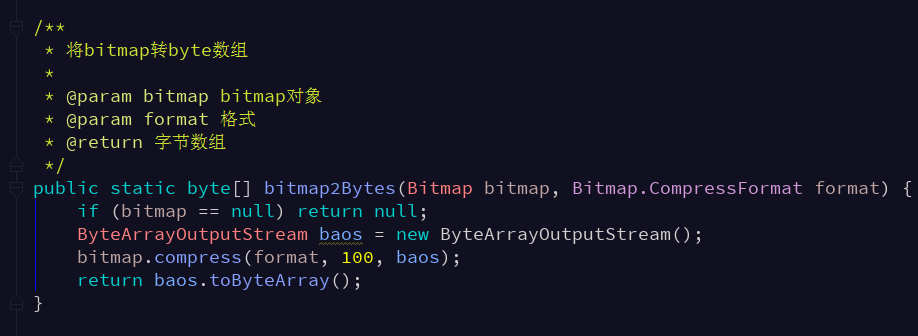 /**
 * 将bitmap转byte数组
 *
 * @param bitmap bitmap对象
 * @param format 格式
 * @return 字节数组
 */
public static byte[] bitmap2Bytes(Bitmap bitmap, Bitmap.CompressFormat format) {
    if (bitmap == null) return null;
    ByteArrayOutputStream baos = new ByteArrayOutputStream();
    bitmap.compress(format, 100, baos);
    return baos.toByteArray();
}